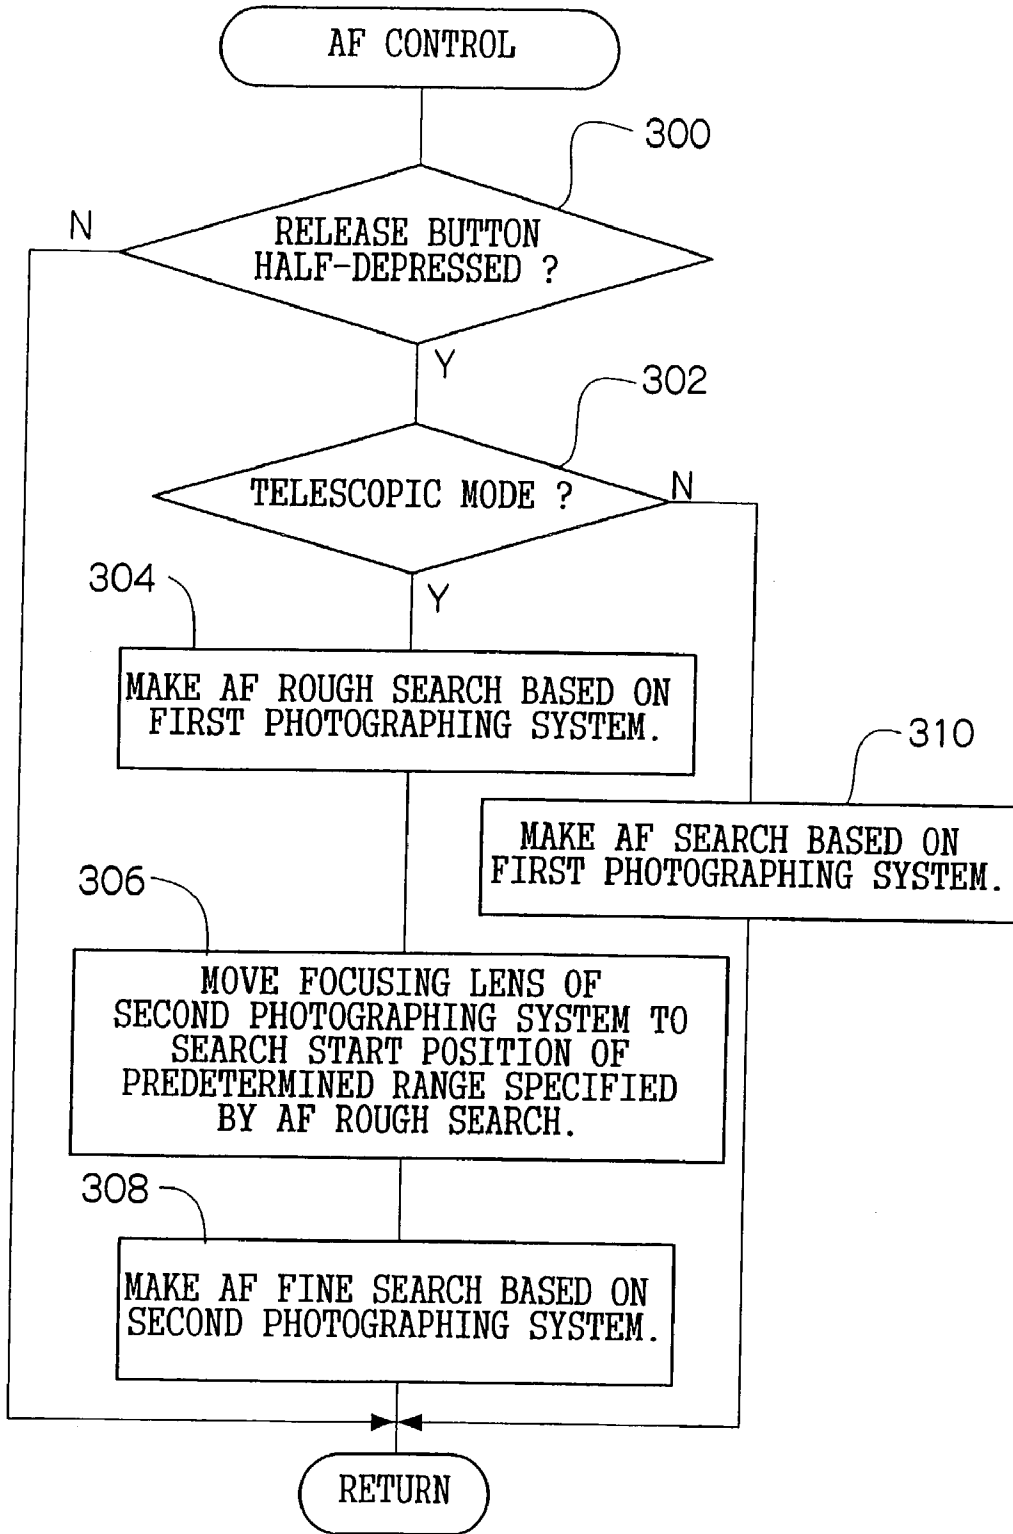 AF CONTROL
300
N
RELEASE BUTTON
HALF-DEPRESSED ?
Y
302
TELESCOPIC MODE ?
N
304
Y
MAKE AF ROUGH SEARCH BASED ON
FIRST PHOTOGRAPHING SYSTEM.
310
MAKE AF SEARCH BASED ON
FIRST PHOTOGRAPHING SYSTEM.
306
MOVE FOCUSING LENS OF
SECOND PHOTOGRAPHING SYSTEM TO
SEARCH START POSITION OF
PREDETERMINED RANGE SPECIFIED
BY AF ROUGH SEARCH.
308
MAKE AF FINE SEARCH BASED ON
SECOND PHOTOGRAPHING SYSTEM.
RETURN